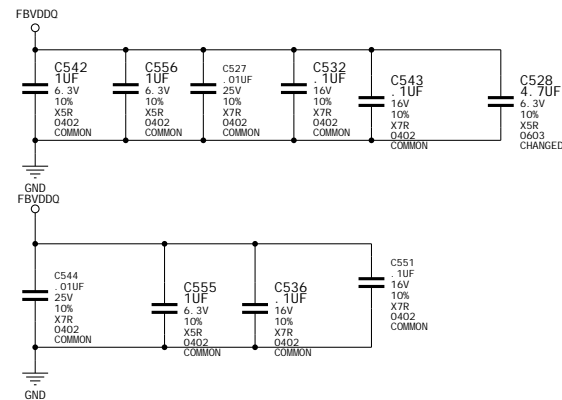 FBVDDQ
C542
1UF
6.3V
10%
X5R
0402
COMMON
C556
1UF
6.3V
10%
X5R
0402
COMMON
C527
.01UF
25V
10%
X7R
0402
COMMON
C532
.1UF
16V
10%
X7R
0402
COMMON
C543
.1UF
16V
10%
X7R
0402
COMMON
C528
4.7UF
6.3V
10%
X5R
0603
CHANGED
GND
FBVDDQ
C544
.01UF
25V
10%
X7R
0402
COMMON
C555
1UF
6.3V
10%
X5R
0402
COMMON
C536
.1UF
16V
10%
X7R
0402
COMMON
C551
.1UF
16V
10%
X7R
0402
COMMON
GND